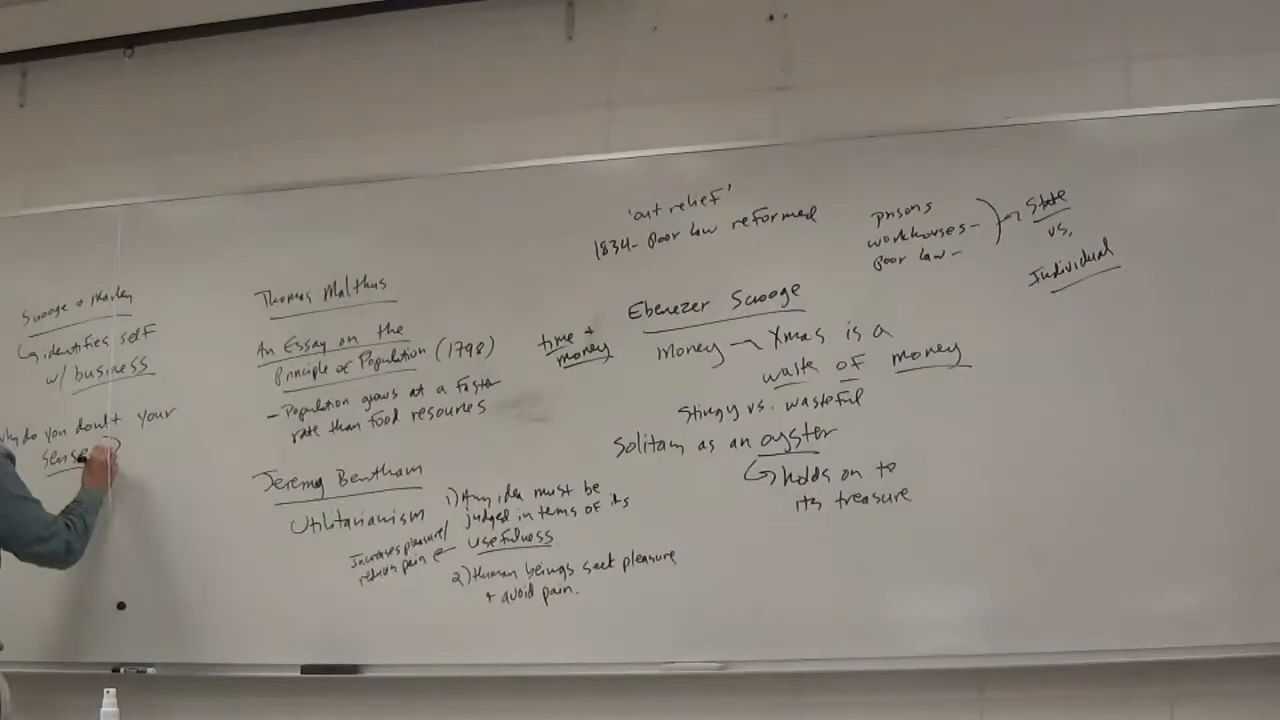 'out relief'
1834- Poor Law reformed
prisons
workhouses-
Poor law-
State
vs.
Individual
Scrooge + Marley
identifies self
w/ business
why do you doubt your
senses?
Thomas Malthus
An Essay on the
Principle of Population (1798)
- Population grows at a faster
rate than food resources
Jeremy Bentham
Utilitarianism
Increases pleasure/
reduces pain
1) Any idea must be
judged in terms of its
usefulness
2) Human beings seek pleasure
+ avoid pain.
time +
money
Ebenezer Scrooge
Money - Xmas is a
waste of money
Stingy vs. wasteful
Solitary as an oyster
holds on to
its treasure